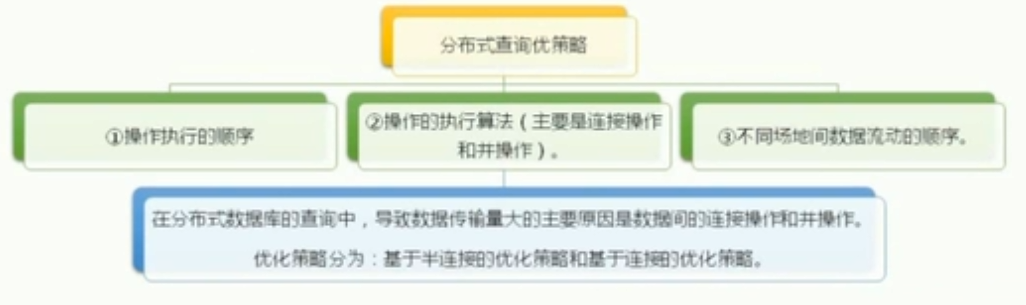 分布式查询优策略
①操作执行的顺序
②操作的执行算法（主要是连接操作
和并操作）。
③不同场地间数据流动的顺序。
在分布式数据库的查询中，导致数据传输量大的主要原因是数据间的连接操作和并操作。
优化策略分为：基于半连接的优化策略和基于连接的优化策略。